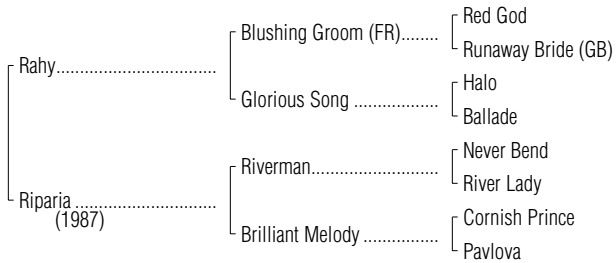 Red God
Blushing Groom (FR)........
Runaway Bride (GB)
Rahy.................................
Halo
Glorious Song .................
Ballade
Never Bend
Riverman.........................
River Lady
Riparia .......................
(1987)
Cornish Prince
Brilliant Melody ...............
Pavlova